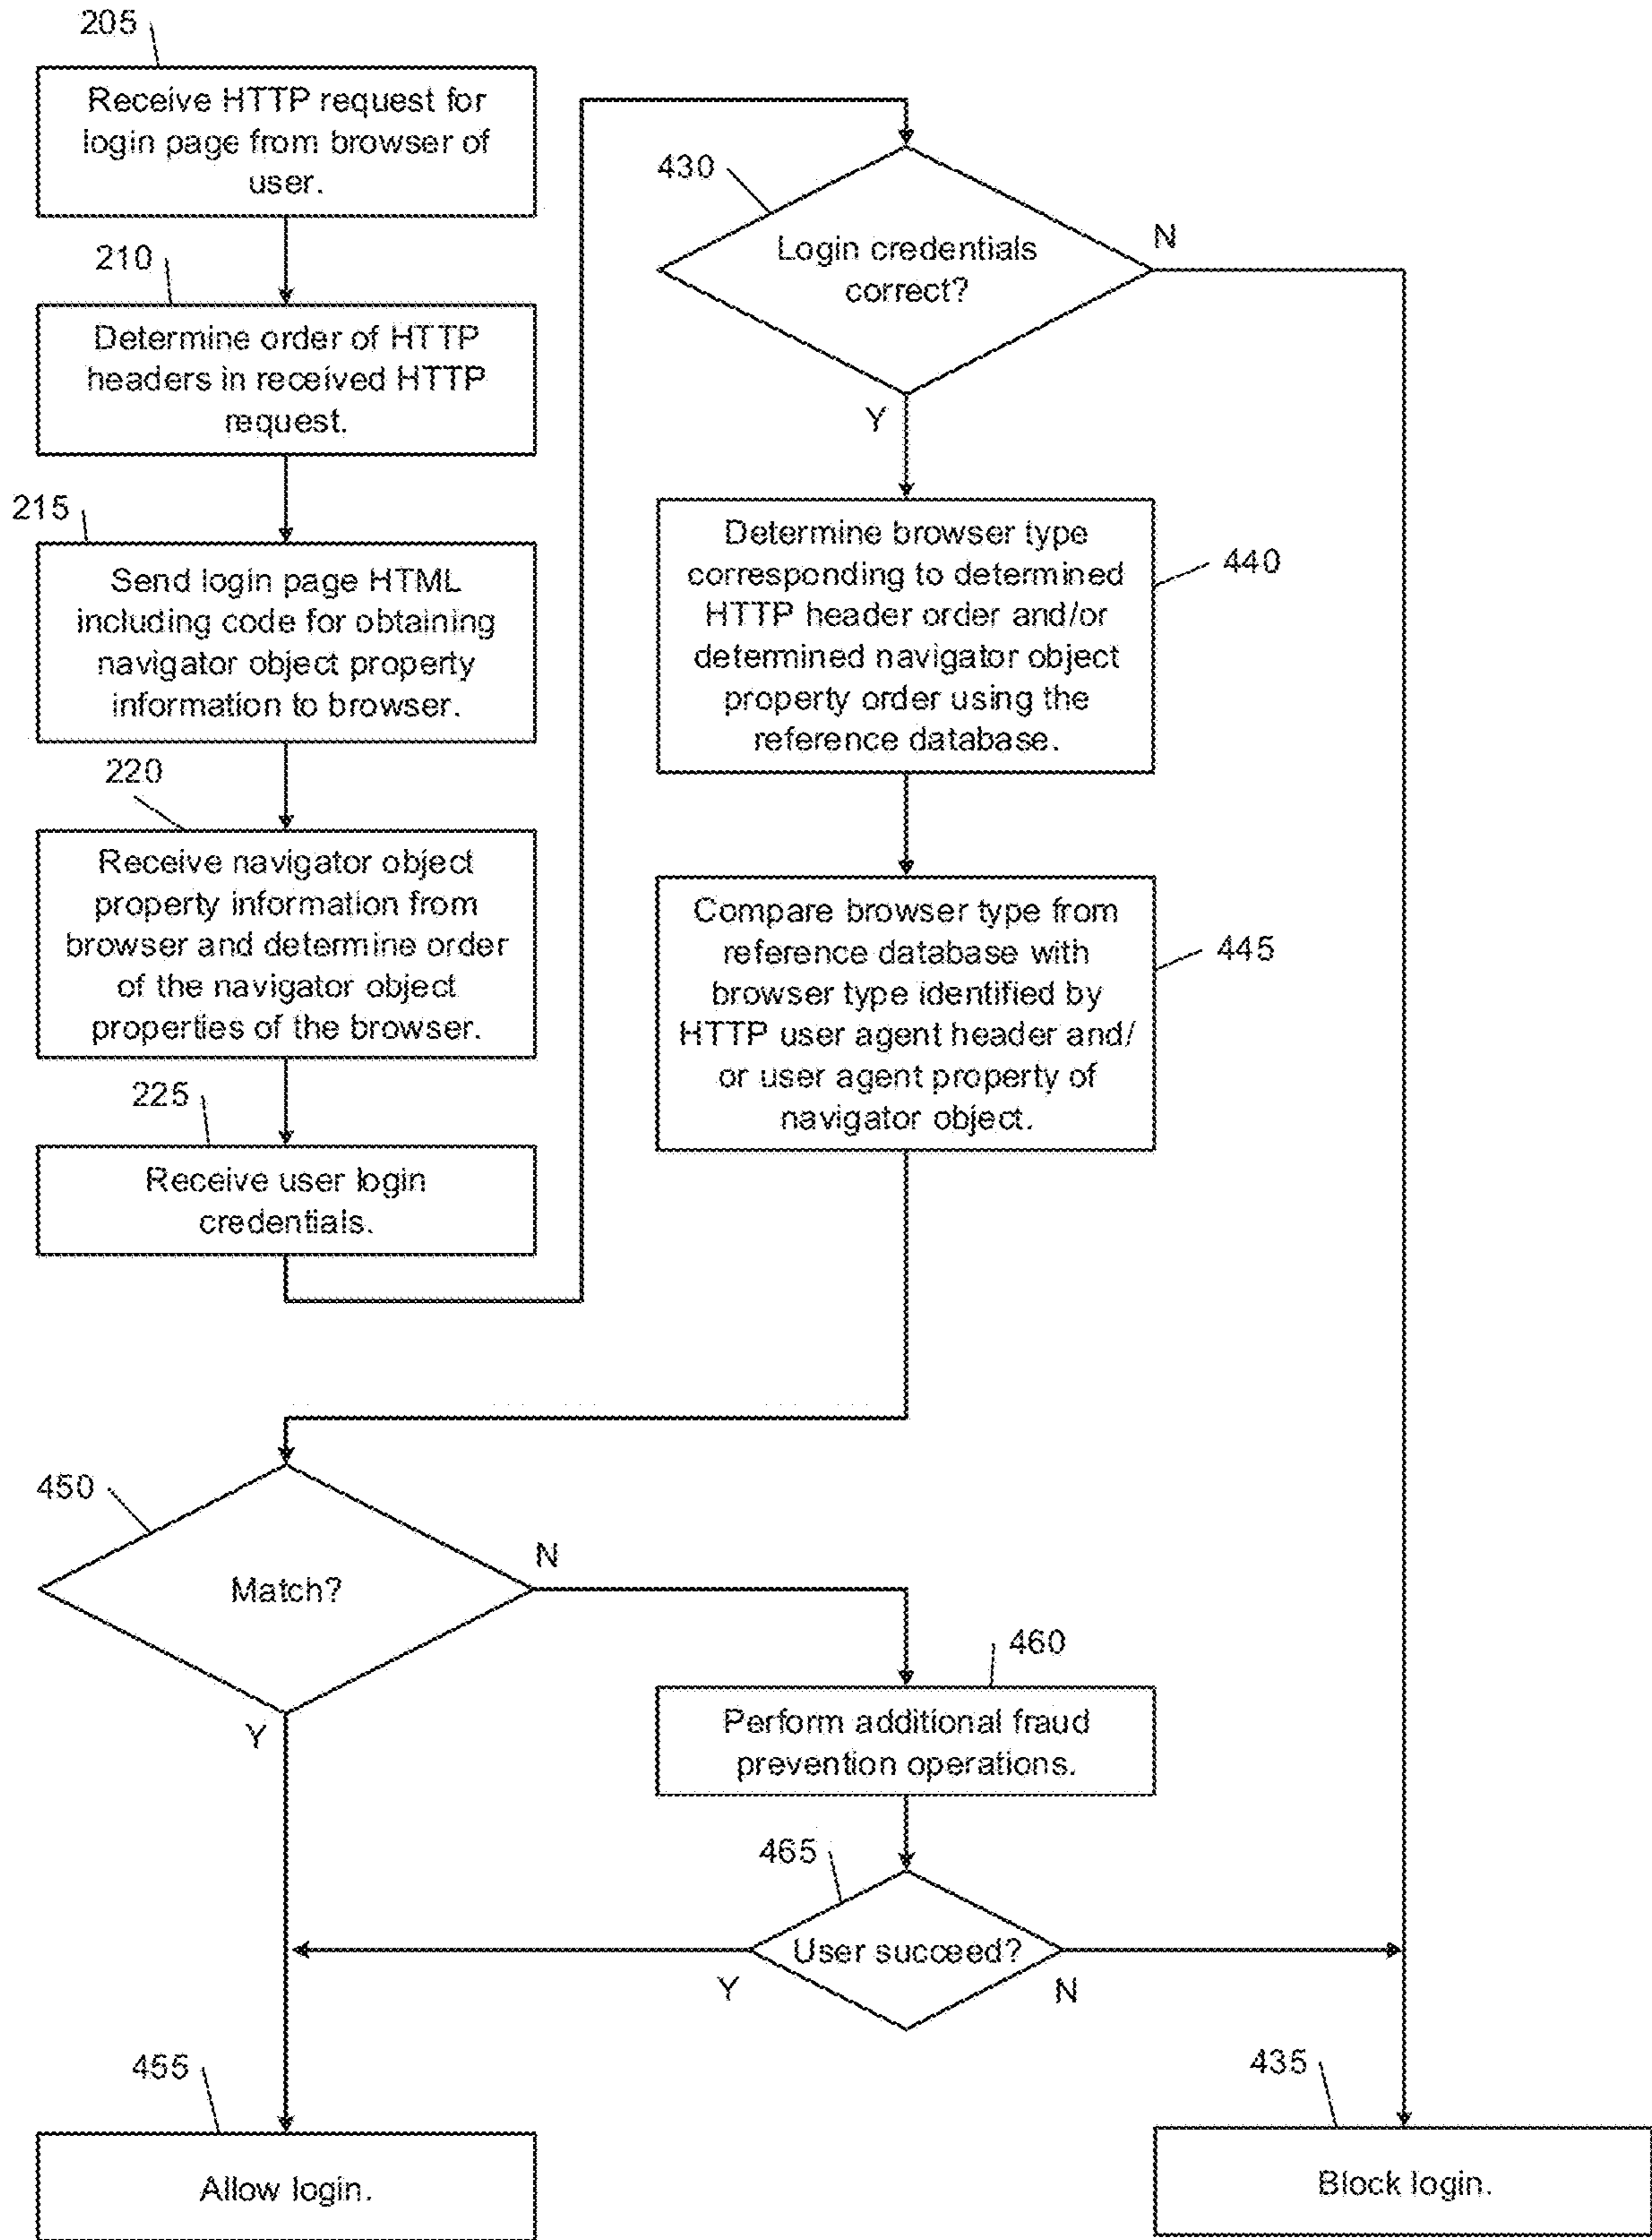 205
Receive HTTP request for
login page from browser of
user.
210
Determine order of HTTP
headers in received HTTP
request.
215
Send login page HTML
including code for obtaining
navigator object property
information to browser.
220
Receive navigator object
property information from
browser and determine order
of the navigator object
properties of the browser.
225
Receive user login
credentials.
430
Login credentials
correct?
N
Y
Determine browser type
corresponding to determined
HTTP header order and/or
determined navigator object
property order using the
reference database.
440
Compare browser type from
reference database with
browser type identified by
HTTP user agent header and/
or user agent property of
navigator object.
445
450
Match?
N
Y
460
Perform additional fraud
prevention operations.
465
User succeed?
Y
N
455
Allow login.
435
Block login.